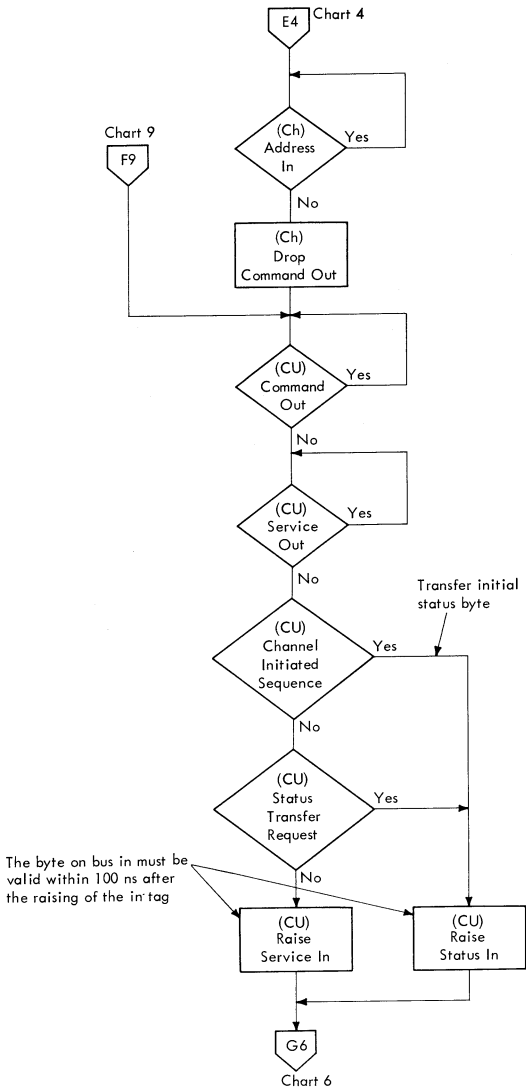 E4
Chart 4
(Ch)
Address
In
Yes
No
Chart 9
F9
(Ch)
Drop
Command Out
(CU)
Command
Out
Yes
No
(CU)
Service
Out
Yes
No
Transfer initial
status byte
(CU)
Channel
Initiated
Sequence
Yes
No
(CU)
Status
Transfer
Request
Yes
No
The byte on bus in must be
valid within 100 ns after
the raising of the in tag
(CU)
Raise
Service In
(CU)
Raise
Status In
G6
Chart 6